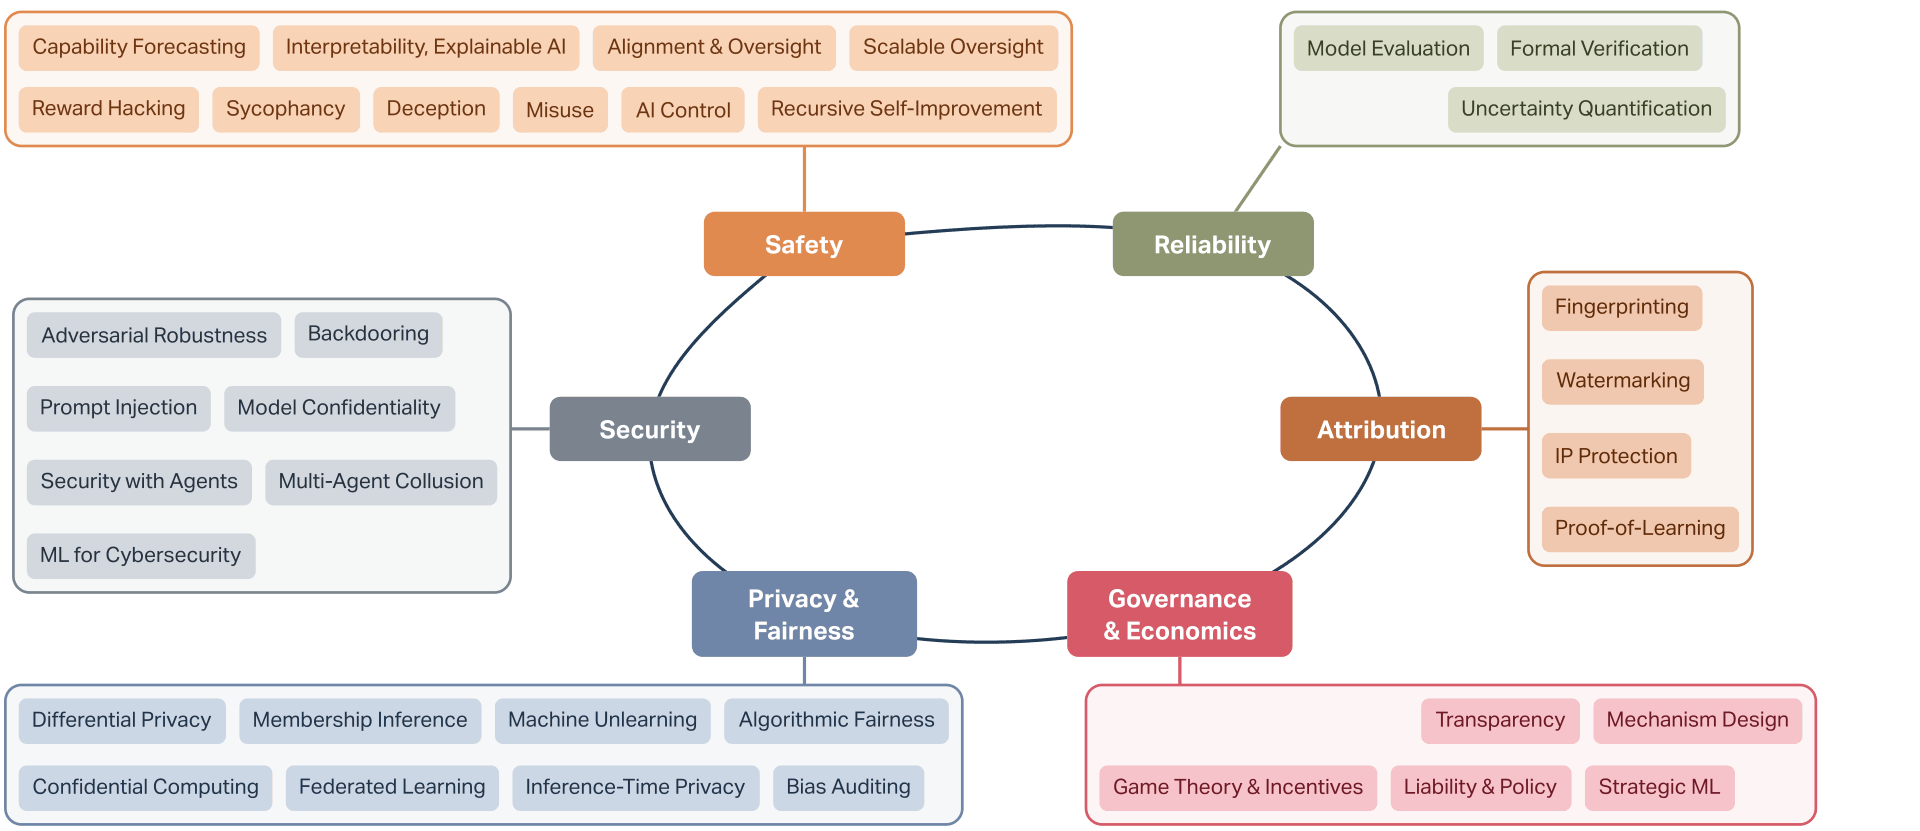 Capability Forecasting
Interpretability, Explainable AI
Alignment & Oversight
Scalable Oversight
Reward Hacking
Sycophancy
Deception
Misuse
AI Control
Recursive Self-Improvement
Model Evaluation
Formal Verification
Uncertainty Quantification
Safety
Reliability
Adversarial Robustness
Backdooring
Prompt Injection
Model Confidentiality
Security with Agents
Multi-Agent Collusion
ML for Cybersecurity
Security
Attribution
Fingerprinting
Watermarking
IP Protection
Proof-of-Learning
Privacy &
Fairness
Governance
& Economics
Differential Privacy
Membership Inference
Machine Unlearning
Algorithmic Fairness
Confidential Computing
Federated Learning
Inference-Time Privacy
Bias Auditing
Transparency
Mechanism Design
Game Theory & Incentives
Liability & Policy
Strategic ML